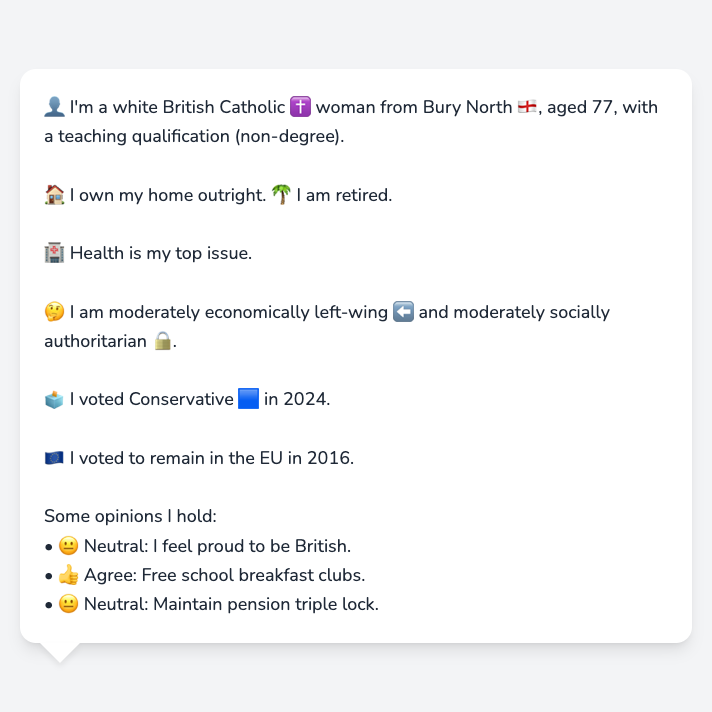 👤 I'm a white British Catholic ✝️ woman from Bury North 🏴󠁧󠁢󠁥󠁮󠁧󠁿, aged 77, with
a teaching qualification (non-degree).
🏠 I own my home outright. 🌴 I am retired.
🏥 Health is my top issue.
🤔 I am moderately economically left-wing ⬅️ and moderately socially
authoritarian 🔒.
🗳️ I voted Conservative 🟦 in 2024.
🇪🇺 I voted to remain in the EU in 2016.
Some opinions I hold:
• 😐 Neutral: I feel proud to be British.
• 👍 Agree: Free school breakfast clubs.
• 😐 Neutral: Maintain pension triple lock.